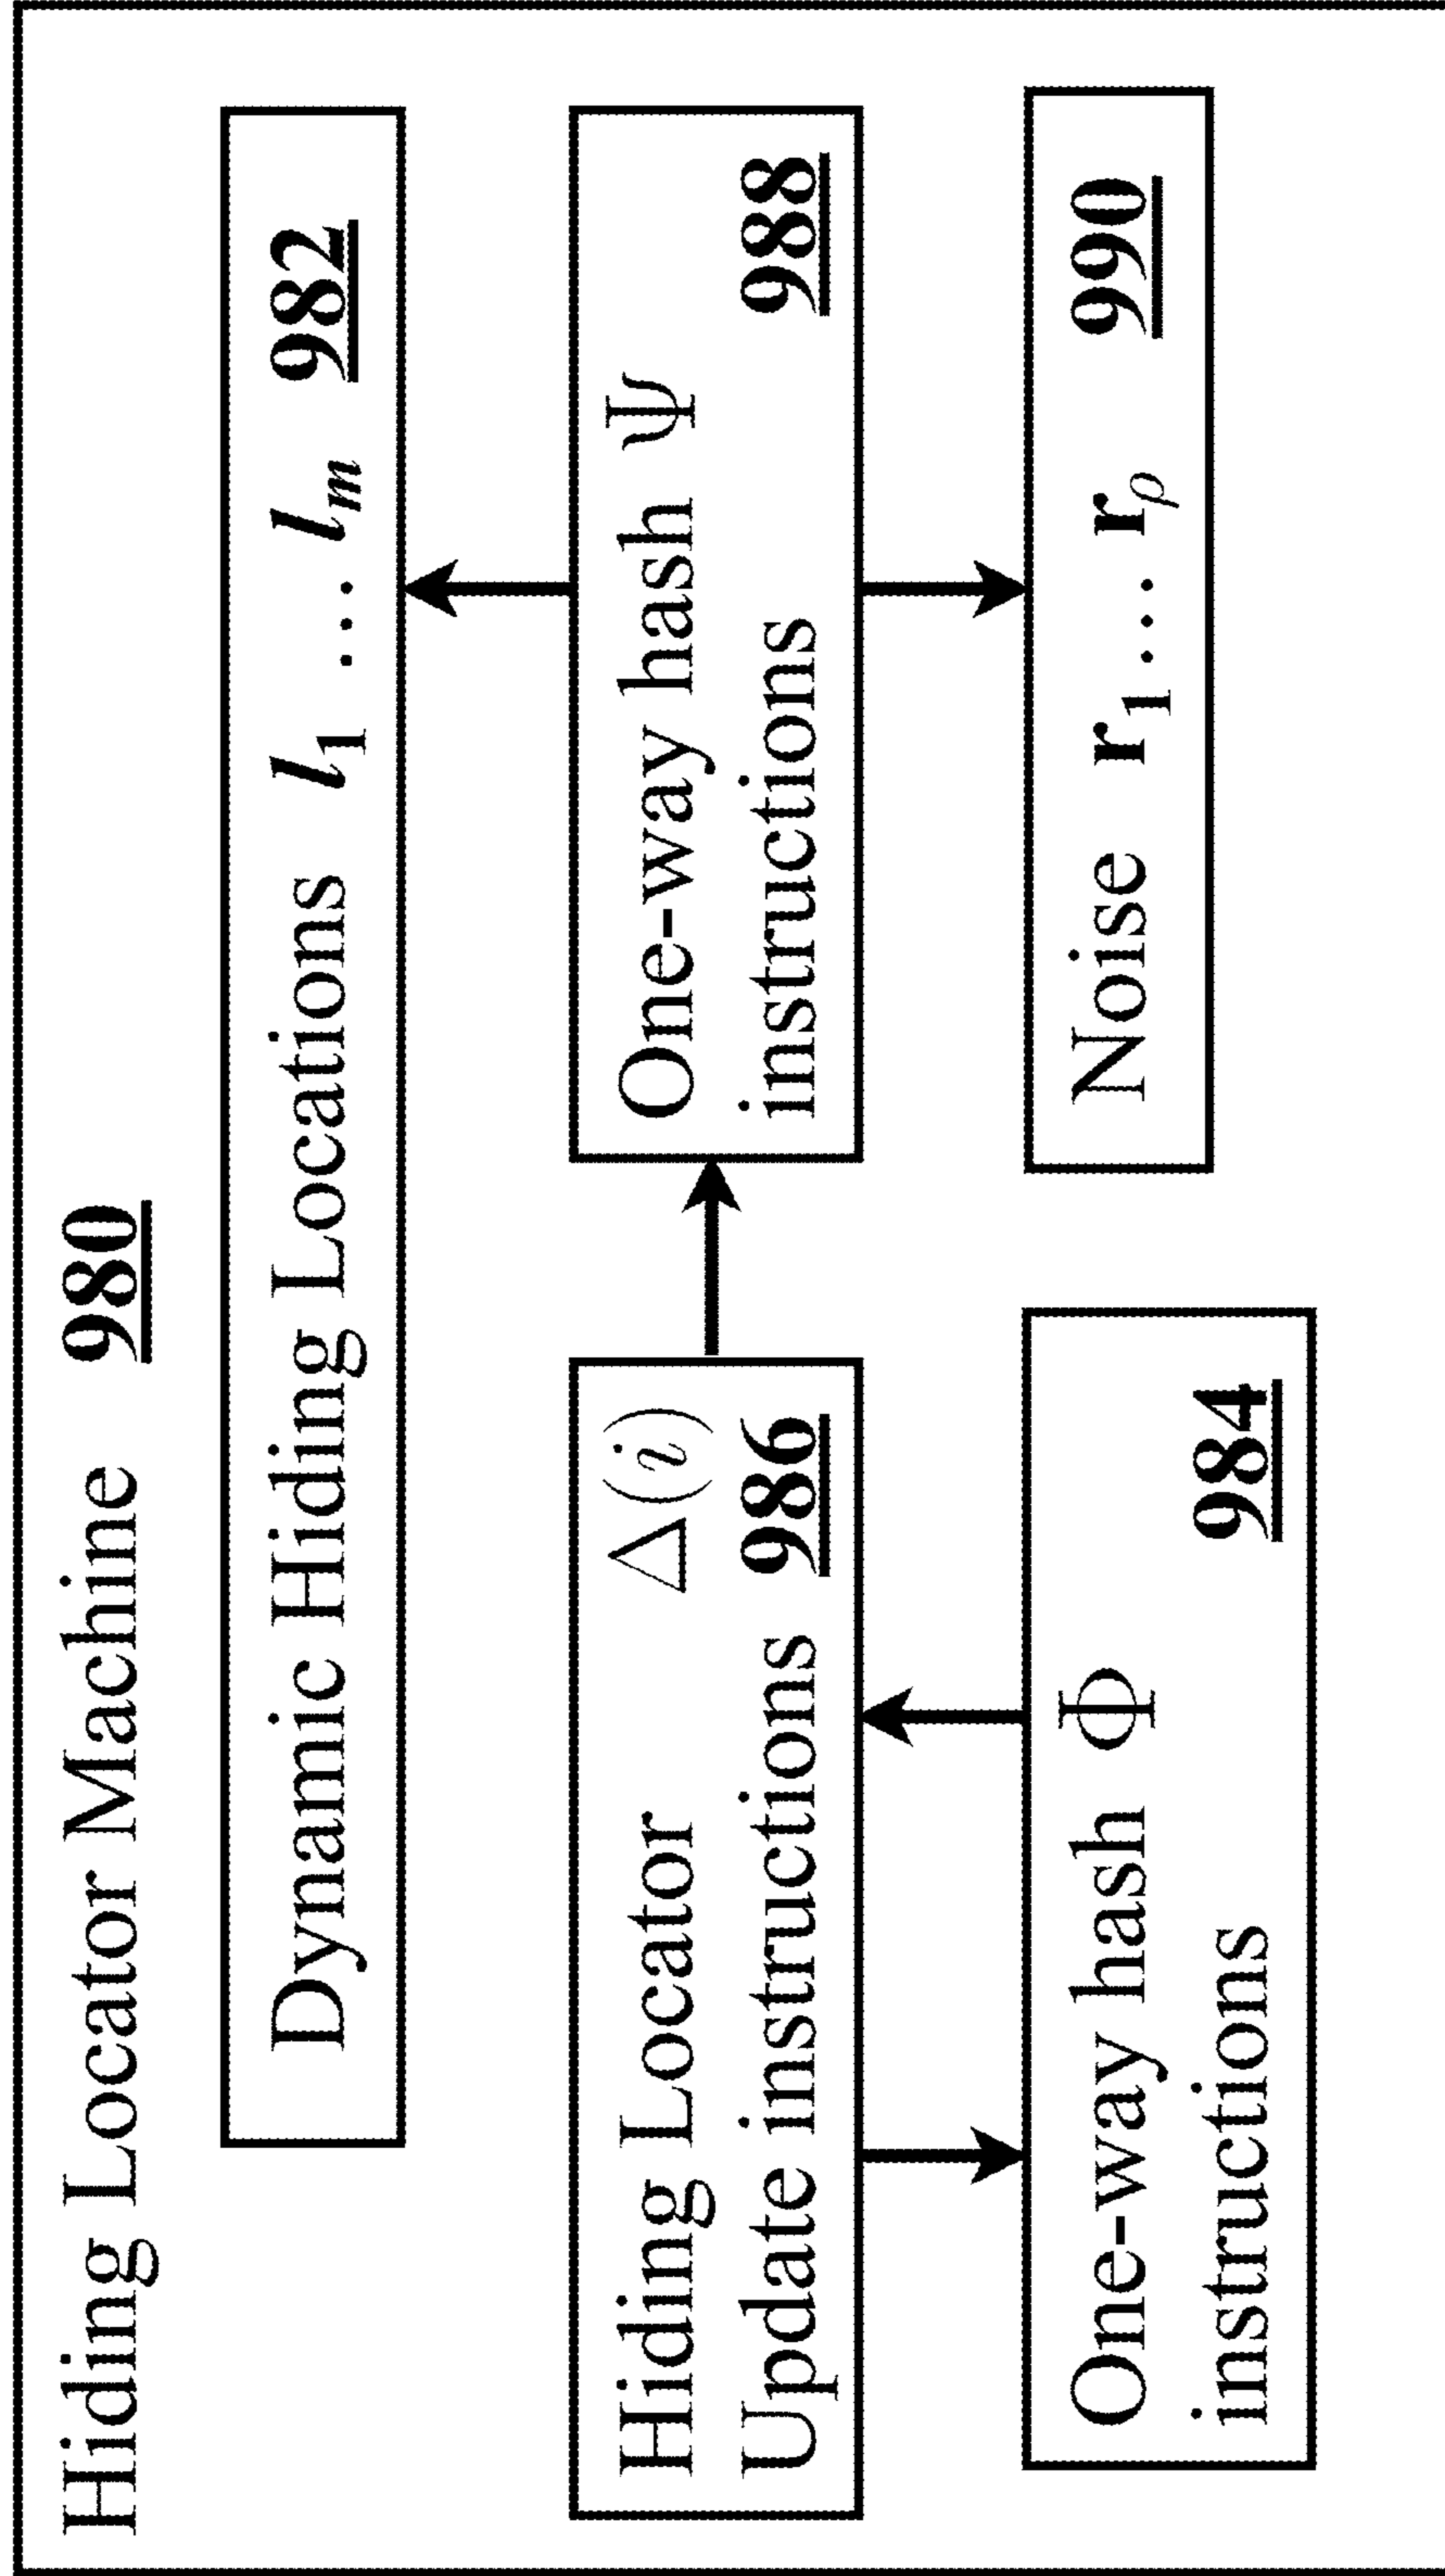 Hiding Locator Machine 980
Dynamic Hiding Locations l₁ ... lₘ 982
Hiding Locator Δ(i)
Update instructions 986
One-way hash Ψ
instructions 988
One-way hash Φ
instructions 984
Noise r₁... rᵨ 990